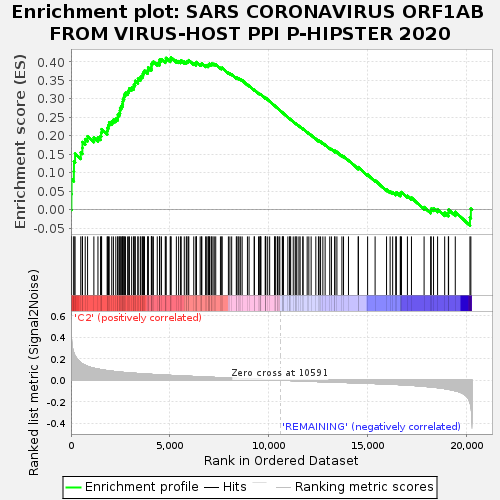 Enrichment plot: SARS CORONAVIRUS ORF1AB
FROM VIRUS-HOST PPI P-HIPSTER 2020
Enrichment score (ES)
0.40
0.35
0.30
0.25
0.20
0.15
0.10
0.05
0.00
-0.05
'C2' (positively correlated)
Ranked list metric (Signal2Noise)
0.6
0.4
0.2
0.0
-0.2
-0.4
Zero cross at 10591
'REMAINING' (negatively correlated)
0
5,000
10,000
15,000
20,000
Rank in Ordered Dataset
Enrichment profile
Hits
Ranking metric scores